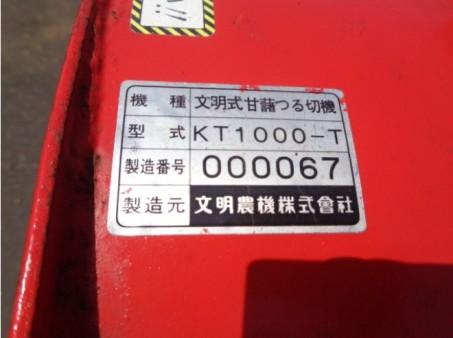 機種 文明式甘藷つる切機
型式 KT1000-T
製造番号 000067
製造元 文明農機株式會社